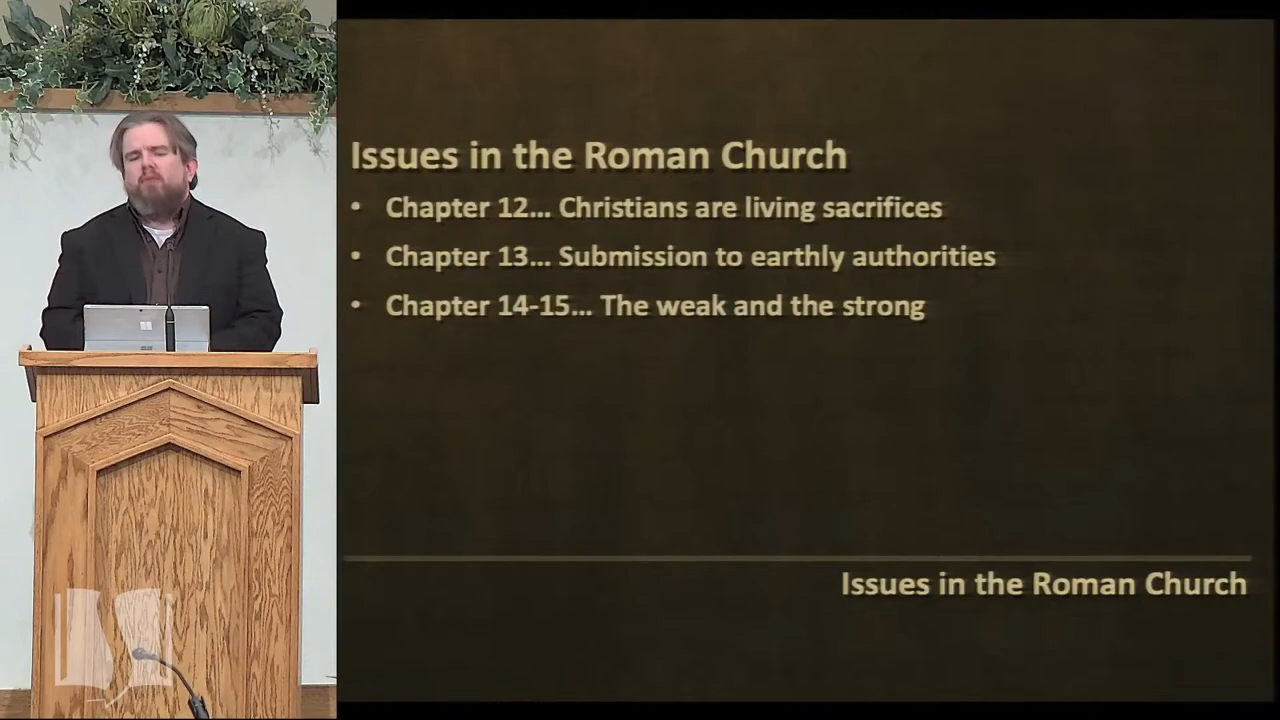 Issues in the Roman Church
• Chapter 12... Christians are living sacrifices
• Chapter 13... Submission to earthly authorities
• Chapter 14-15... The weak and the strong
Issues in the Roman Church